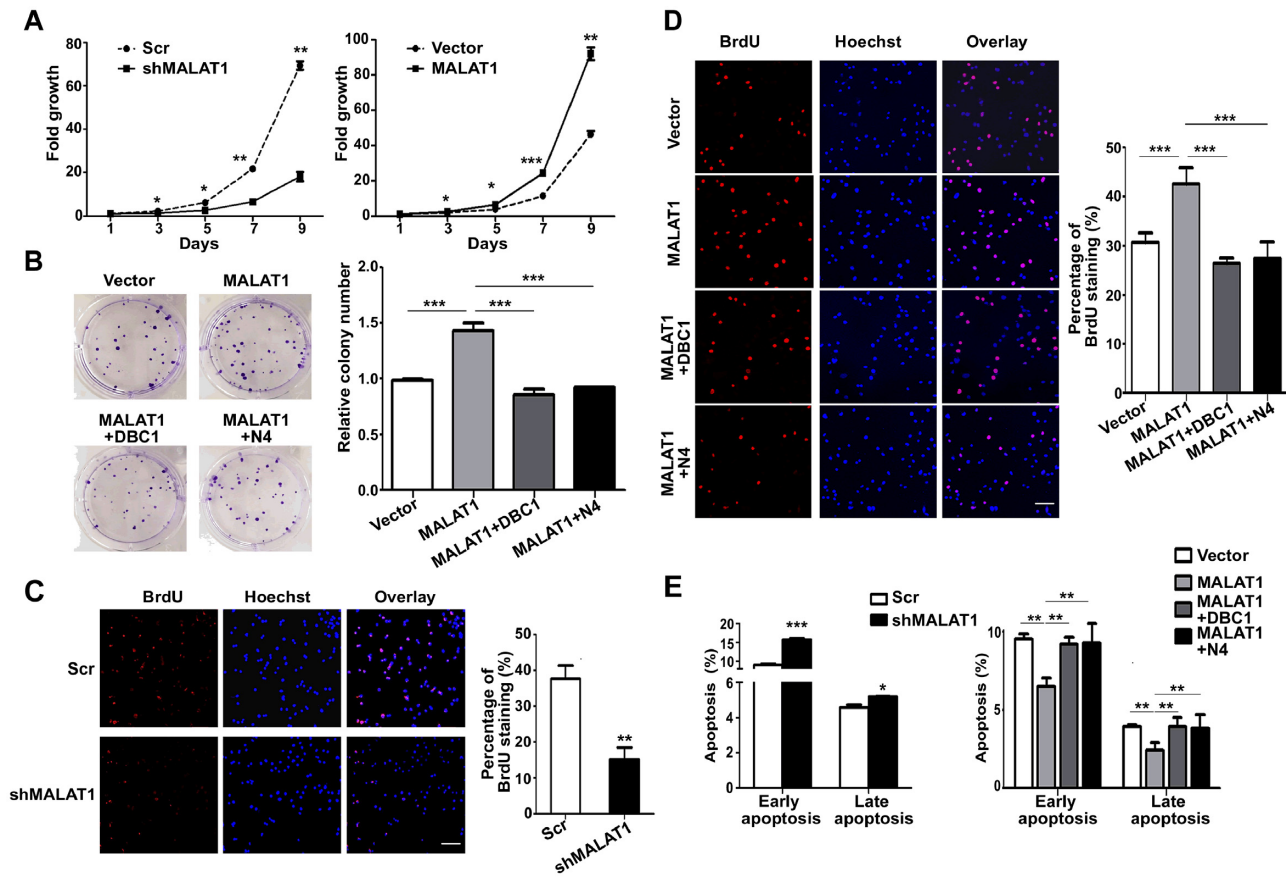 A
Fold growth
80
60
40
20
0
Scr
shMALAT1
*
*
**
**
1 3 5 7 9
Days
Fold growth
100
80
60
40
20
0
Vector
MALAT1
*
*
***
**
1 3 5 7 9
Days
B
Vector
MALAT1
MALAT1
+DBC1
MALAT1
+N4
Relative colony number
2.0
1.5
1.0
0.5
0.0
***
***
***
Vector
MALAT1
MALAT1+DBC1
MALAT1+N4
C
BrdU Hoechst Overlay
Scr
shMALAT1
Percentage of
BrdU staining (%)
50
40
30
20
10
0
**
Scr
shMALAT1
D
BrdU Hoechst Overlay
Vector
MALAT1
MALAT1
+DBC1
MALAT1
+N4
Percentage of
BrdU staining (%)
50
40
30
20
10
0
***
***
***
Vector
MALAT1
MALAT1+DBC1
MALAT1+N4
E
Scr
shMALAT1
Apoptosis (%)
20
15
10
6
4
2
0
***
*
Early
apoptosis
Late
apoptosis
Vector
MALAT1
MALAT1
+DBC1
MALAT1
+N4
Apoptosis (%)
10
5
0
**
** **
**
** **
Early
apoptosis
Late
apoptosis